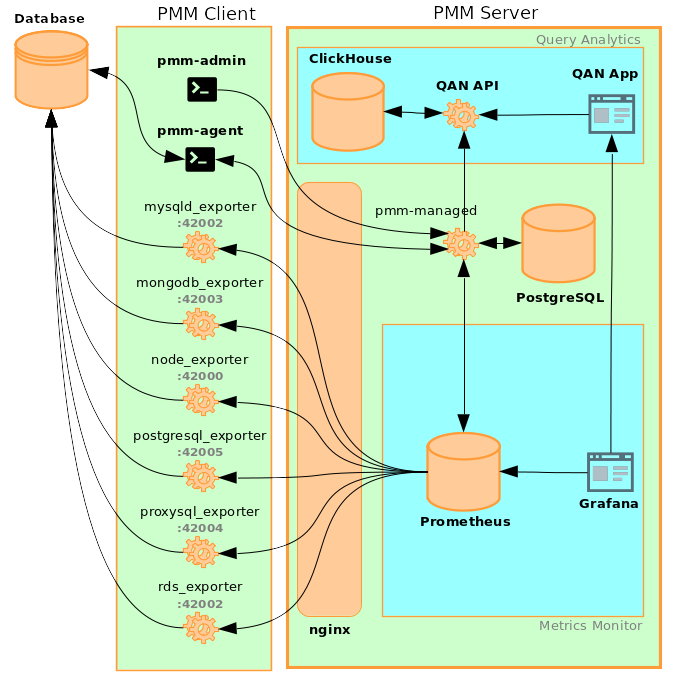 Database
PMM Client
PMM Server
Query Analytics
pmm-admin
ClickHouse
QAN API
QAN App
pmm-agent
mysqld_exporter
:42002
pmm-managed
mongodb_exporter
:42003
PostgreSQL
node_exporter
:42000
postgresql_exporter
:42005
Grafana
Prometheus
proxysql_exporter
:42004
rds_exporter
:42002
nginx
Metrics Monitor